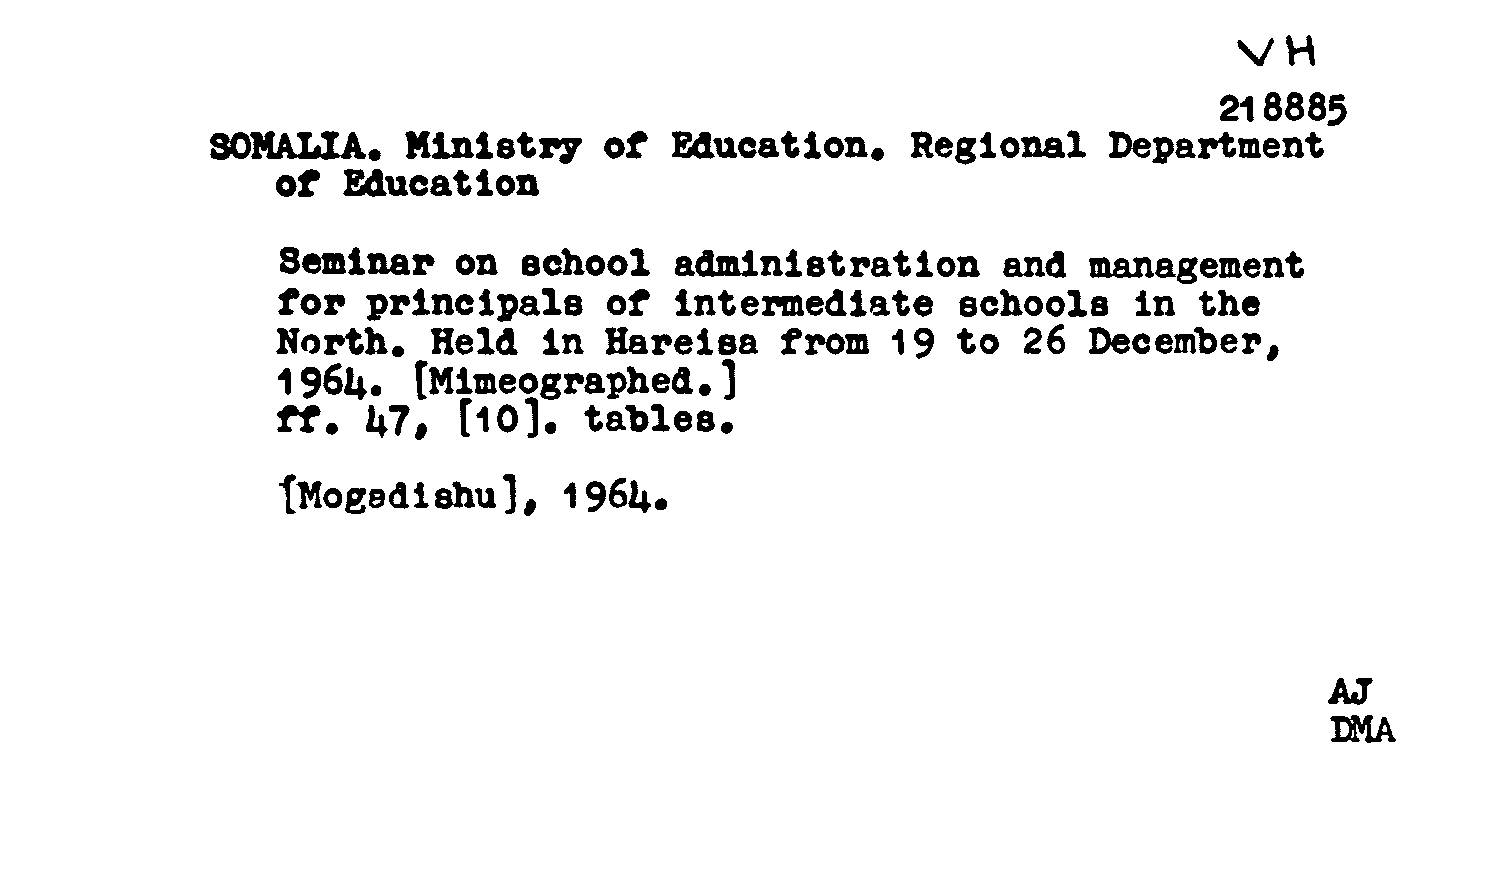 VH
218885
SOMALIA. Ministry of Education. Regional Department
of Education
Seminar on school administration and management
for principals of intermediate schools in the
North. Held in Hareisa from 19 to 26 December,
1964. [Mimeographed.]
ff. 47, [10]. tables.
[Mogadishu], 1964.
AJ
DMA